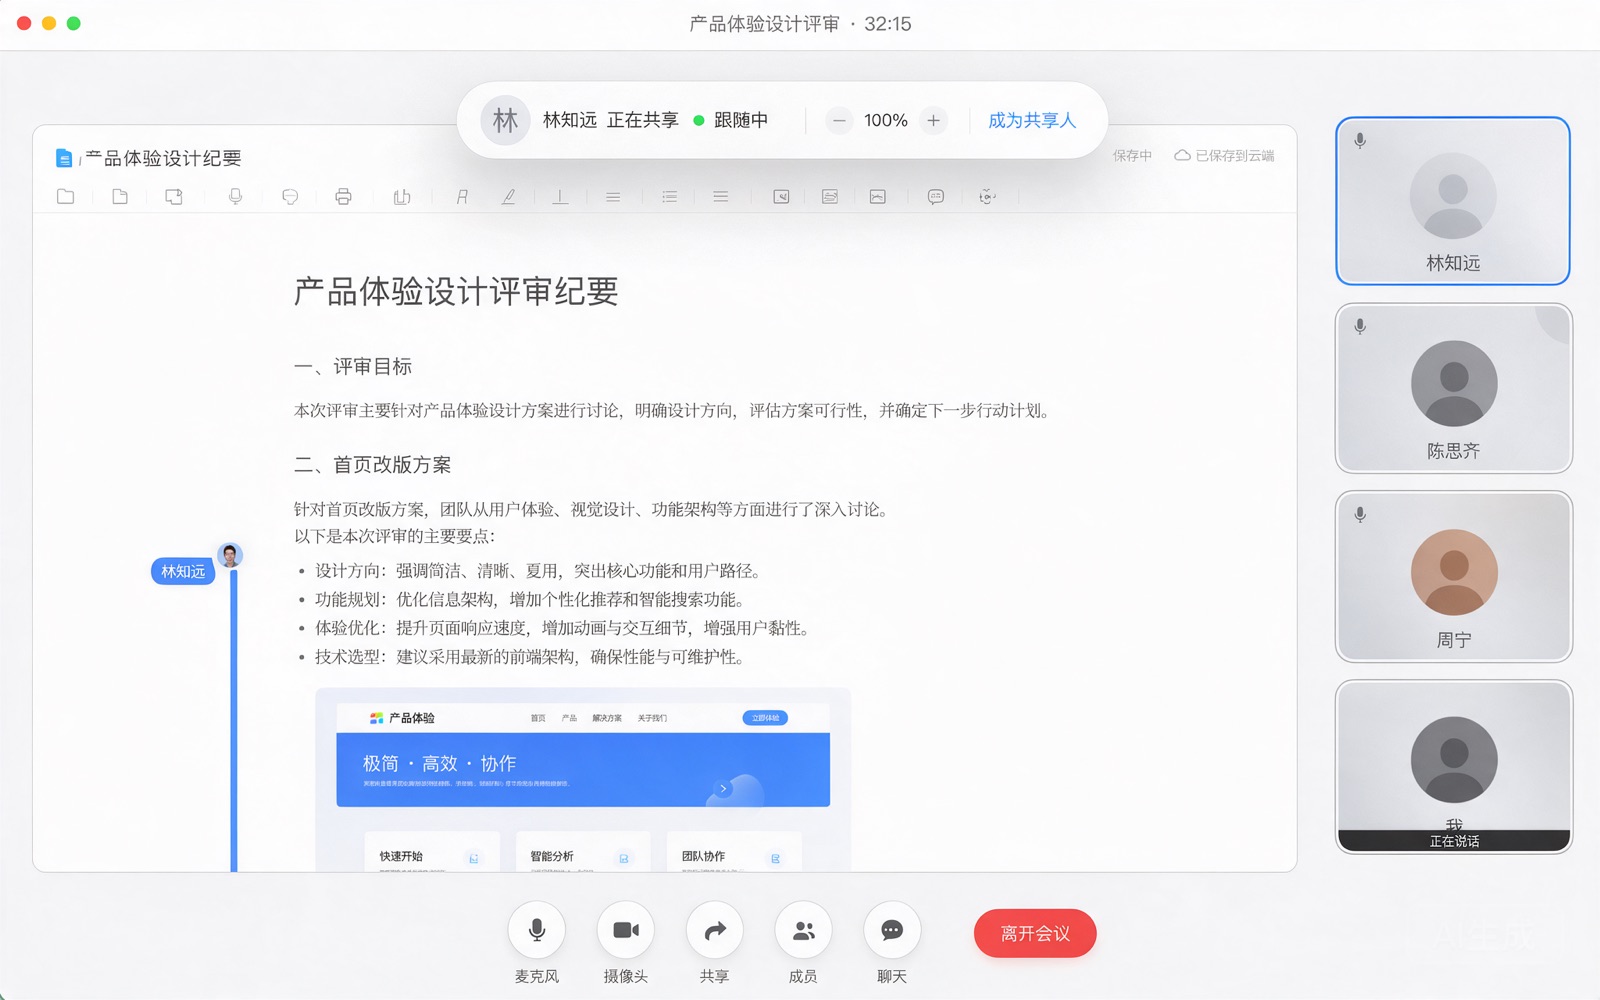 产品体验设计评审 · 32:15
林 林知远 正在共享 跟随中 100% 成为共享人
产品体验设计纪要
保存中 已保存到云端
产品体验设计评审纪要
一、评审目标
本次评审主要针对产品体验设计方案进行讨论，明确设计方向，评估方案可行性，并确定下一步行动计划。
二、首页改版方案
针对首页改版方案，团队从用户体验、视觉设计、功能架构等方面进行了深入讨论。
以下是本次评审的主要要点：
• 设计方向：强调简洁、清晰、夏用，突出核心功能和用户路径。
• 功能规划：优化信息架构，增加个性化推荐和智能搜索功能。
• 体验优化：提升页面响应速度，增加动画与交互细节，增强用户黏性。
• 技术选型：建议采用最新的前端架构，确保性能与可维护性。
林知远
产品体验 首页 产品 解决方案 关于我们 立即体验
极简 · 高效 · 协作
快速开始 智能分析 团队协作
林知远
陈思齐
周宁
我
正在说话
麦克风 摄像头 共享 成员 聊天 离开会议